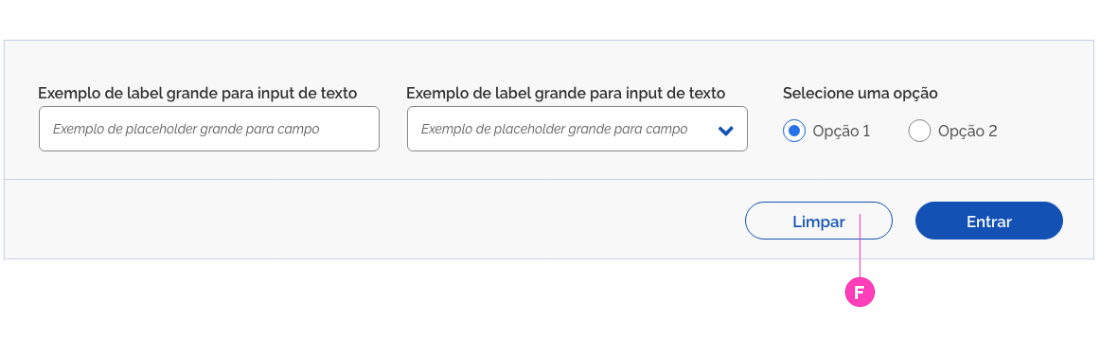 Exemplo de label grande para input de texto
Exemplo de placeholder grande para campo
Exemplo de label grande para input de texto
Exemplo de placeholder grande para campo
Selecione uma opção
Opção 1
Opção 2
Limpar
Entrar
F